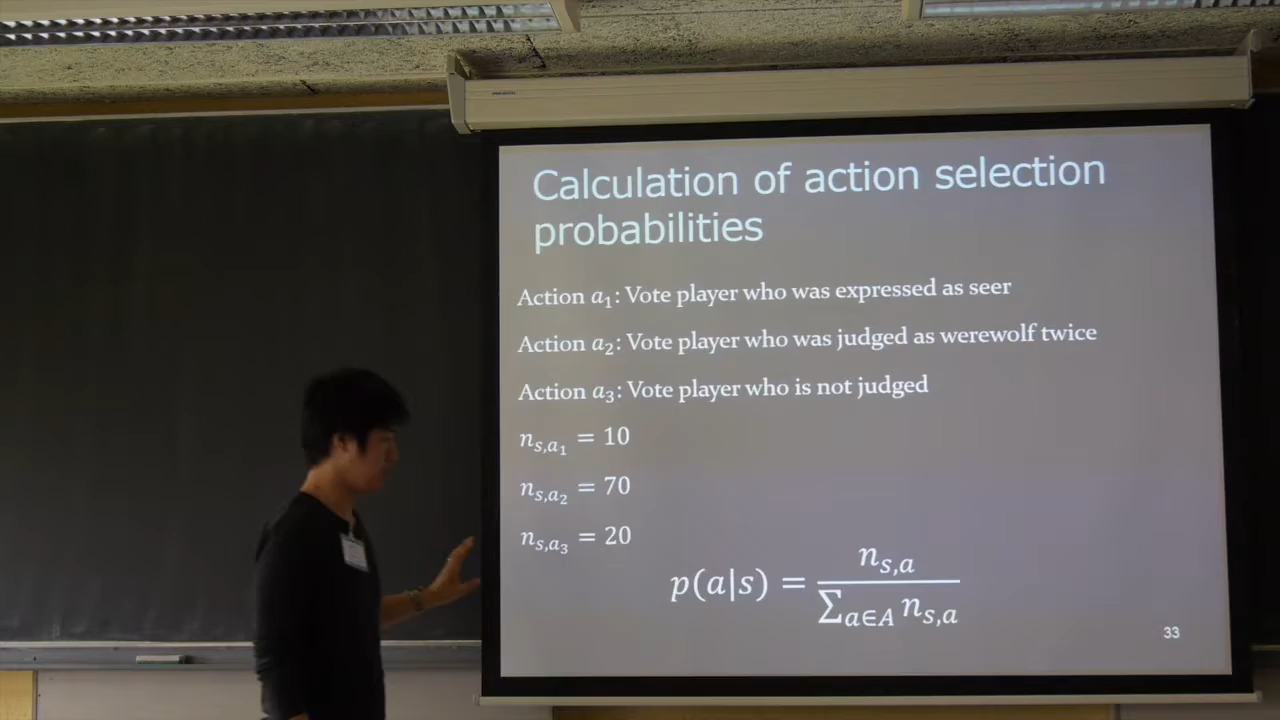 Calculation of action selection
probabilities
Action a₁: Vote player who was expressed as seer
Action a₂: Vote player who was judged as werewolf twice
Action a₃: Vote player who is not judged
n_{s,a₁} = 10
n_{s,a₂} = 70
n_{s,a₃} = 20
p(a|s) = n_{s,a} / ∑_{a∈A} n_{s,a}
33